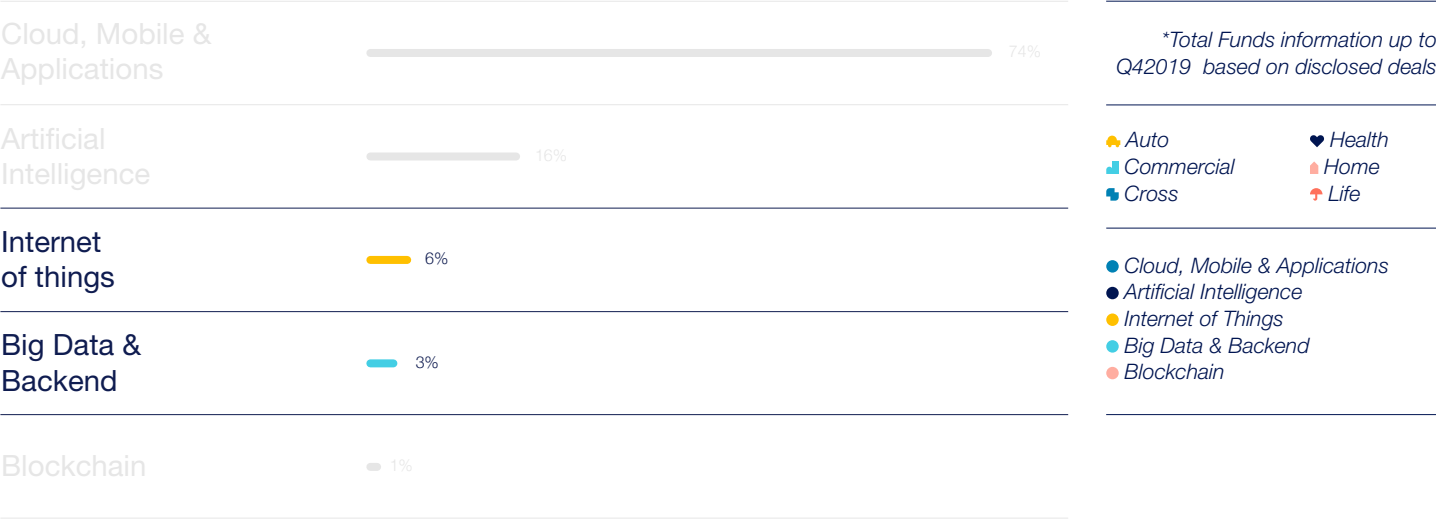 Cloud, Mobile &
Applications
74%
Artificial
Intelligence
16%
Internet
of things
6%
Big Data &
Backend
3%
Blockchain
1%
*Total Funds information up to
Q42019 based on disclosed deals
Auto
Health
Commercial
Home
Cross
Life
Cloud, Mobile & Applications
Artificial Intelligence
Internet of Things
Big Data & Backend
Blockchain